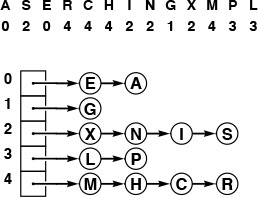 A S E R C H I N G X M P L
0 2 0 4 4 4 2 2 1 2 4 3 3
0 E A
1 G
2 X N I S
3 L P
4 M H C R